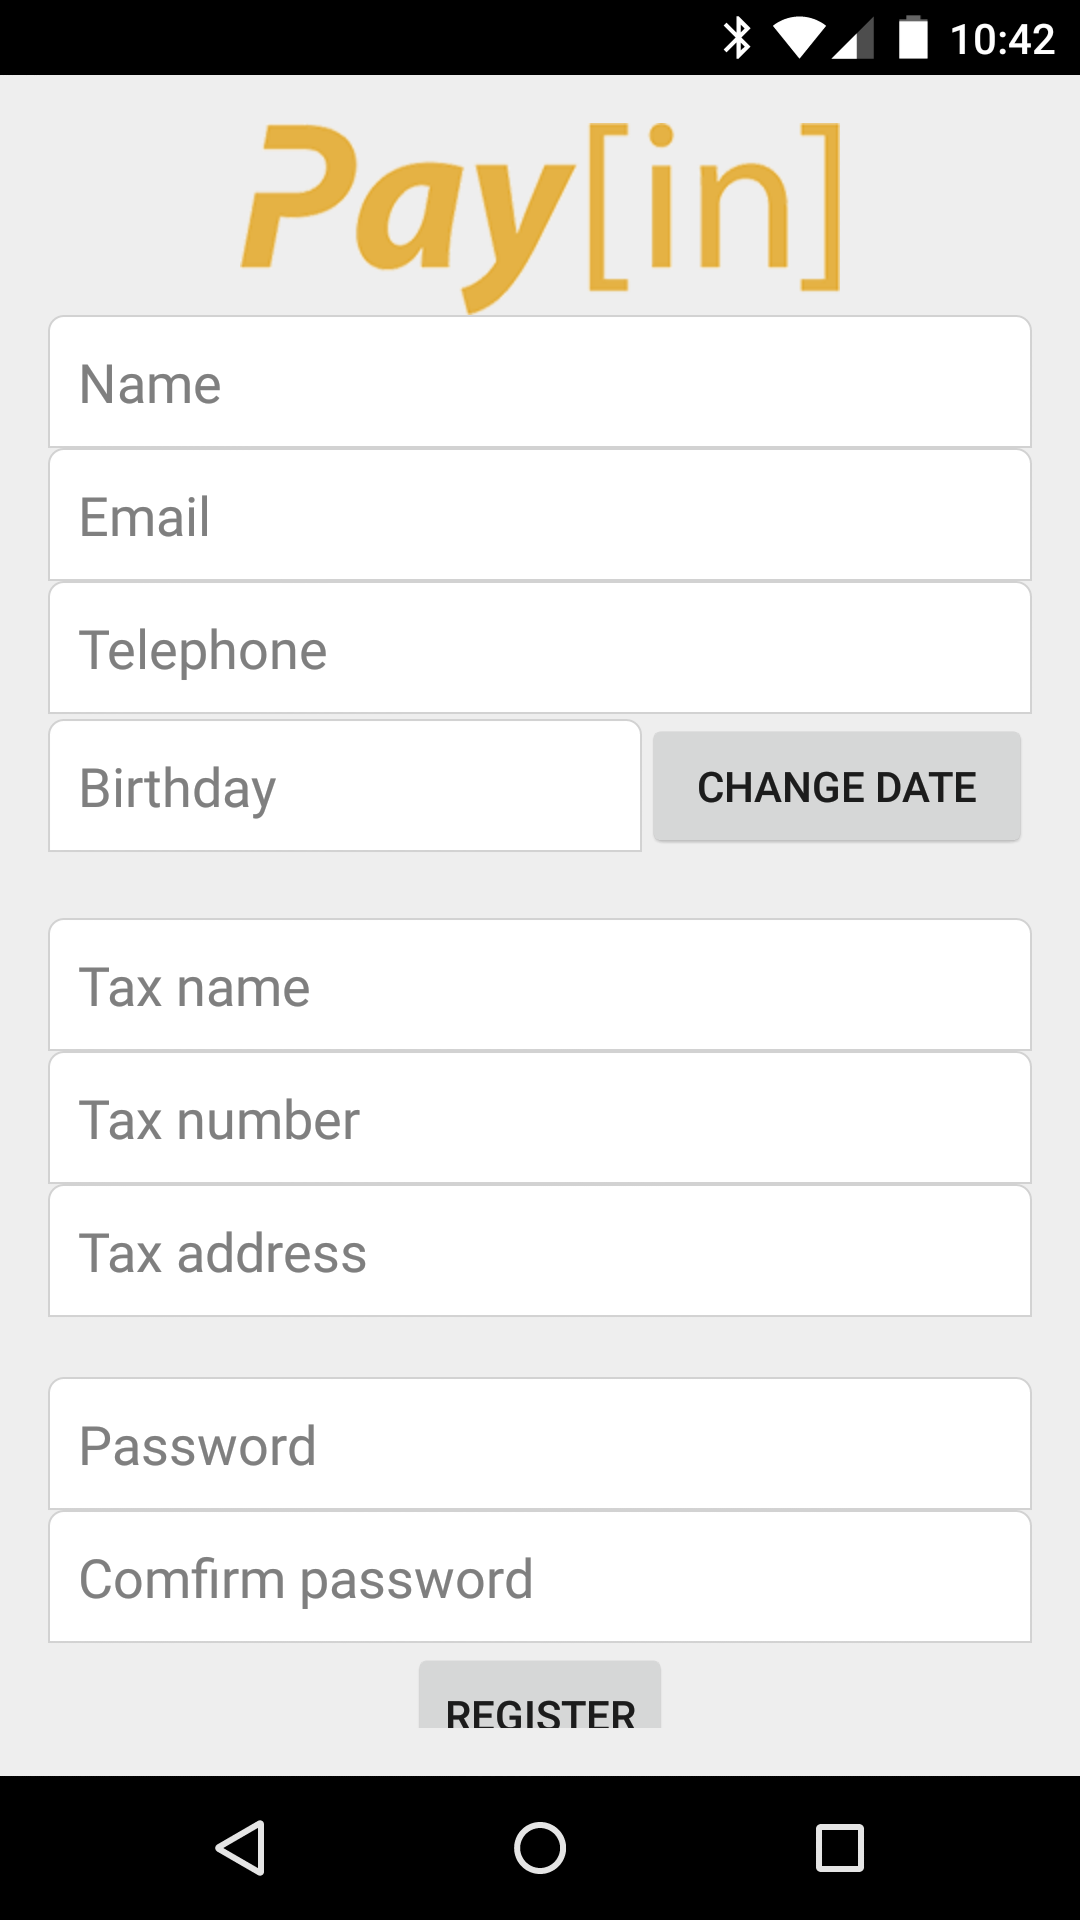 10:42
Pay[in]
Name
Email
Telephone
Birthday
CHANGE DATE
Tax name
Tax number
Tax address
Password
Comfirm password
REGISTER